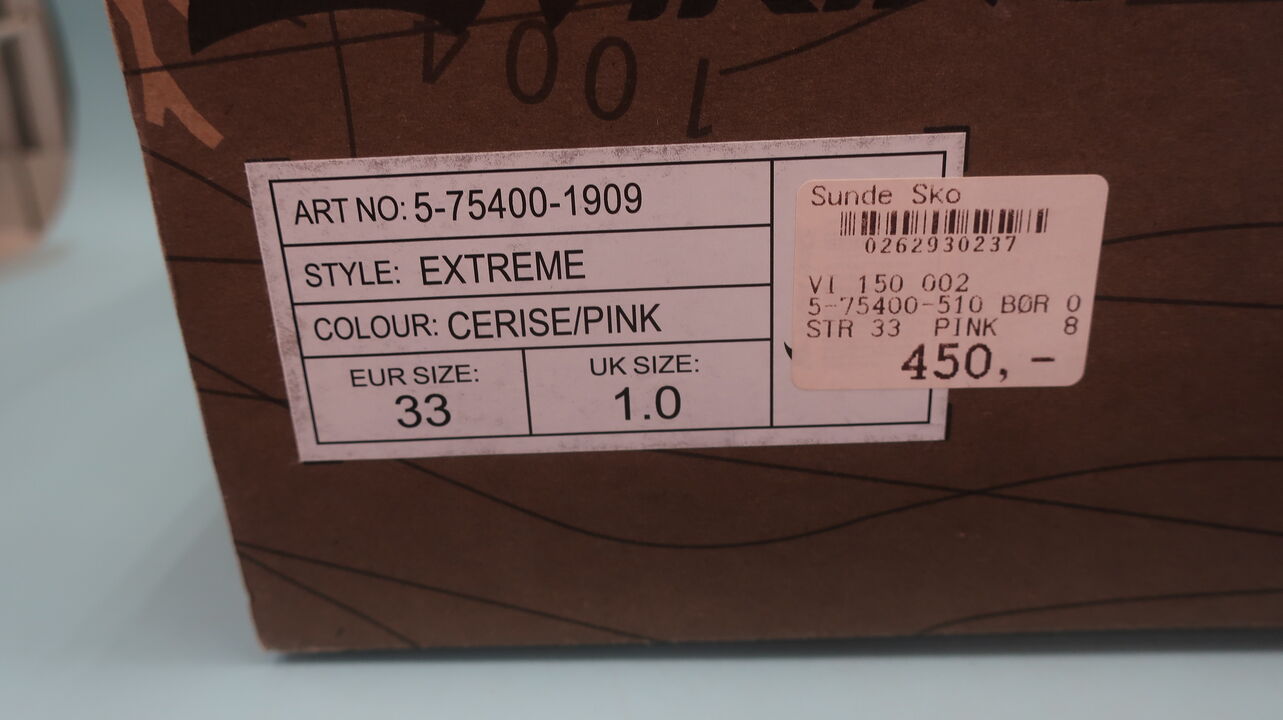 1004
ART NO: 5-75400-1909
STYLE: EXTREME
COLOUR: CERISE/PINK
EUR SIZE:
33
UK SIZE:
1.0
Sunde Sko
0262930237
VI 150 002
5-75400-510 BØR 0
STR 33 PINK 8
450,-